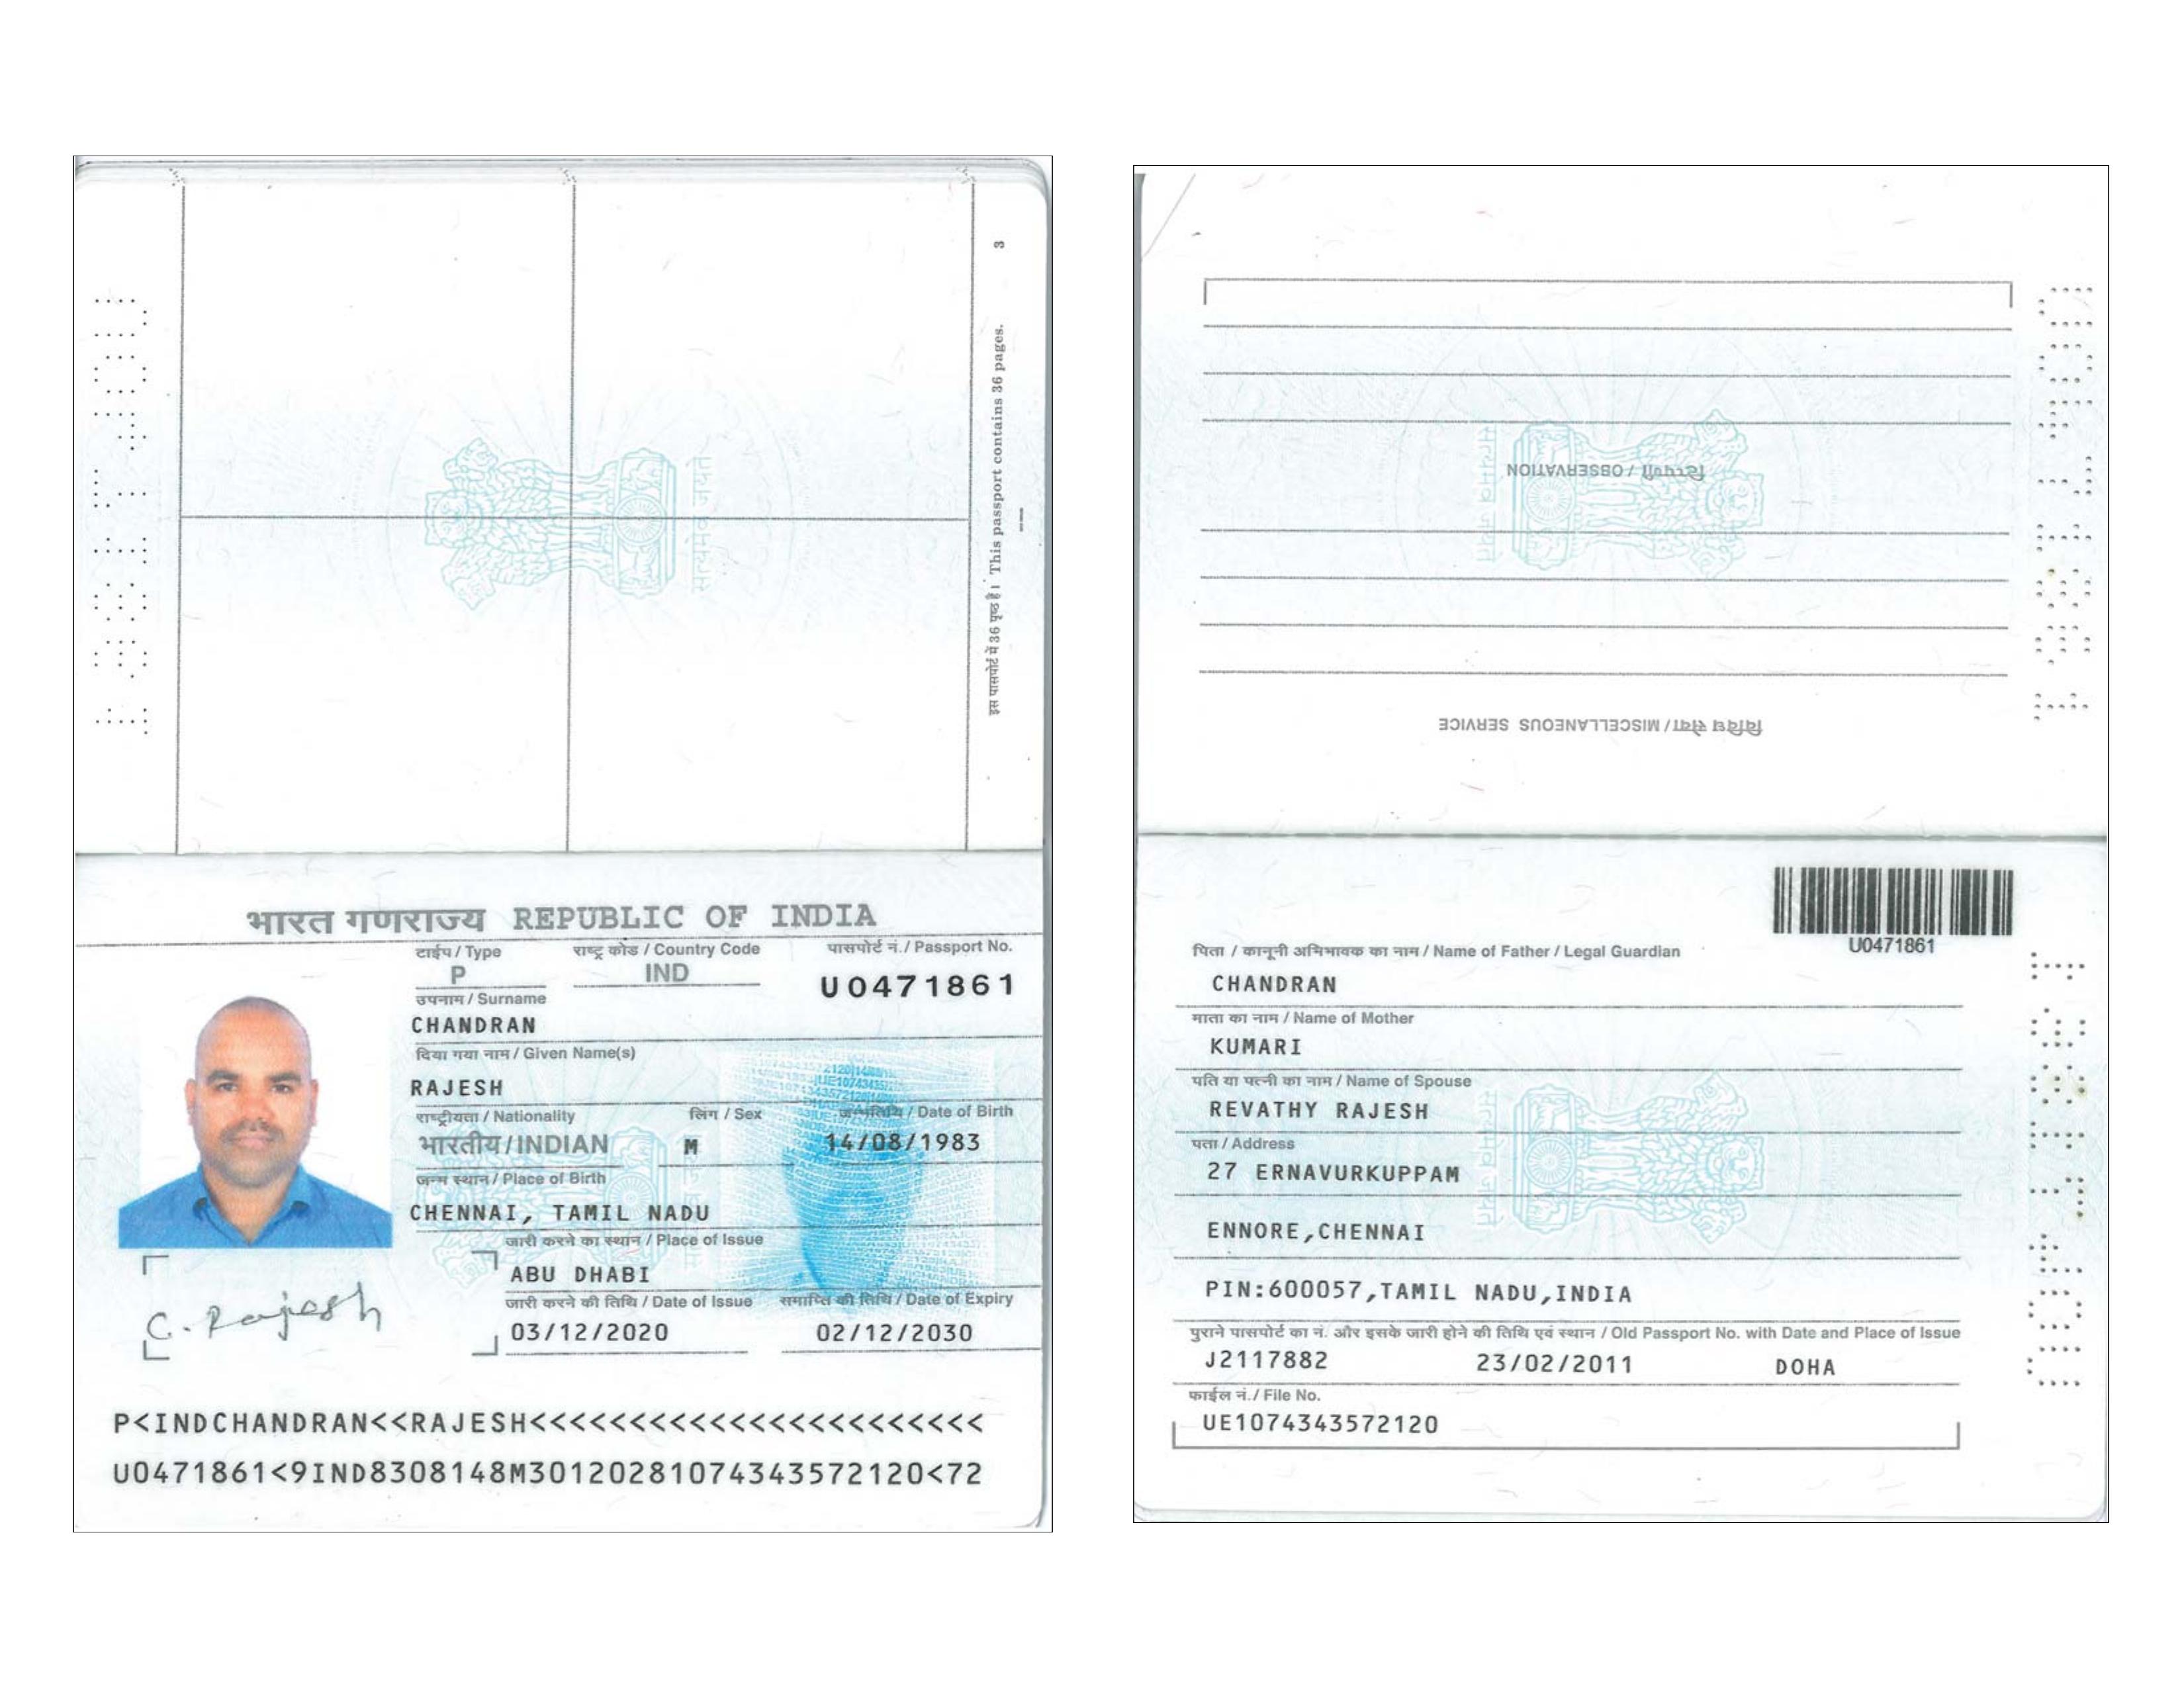 3
इस पासपोर्ट में 36 पृष्ठ हैं। This passport contains 36 pages.
सत्यमेव जयते
भारत गणराज्य REPUBLIC OF INDIA
टाईप / Type राष्ट्र कोड / Country Code पासपोर्ट नं. / Passport No.
P IND U0471861
उपनाम / Surname
CHANDRAN
दिया गया नाम / Given Name(s)
RAJESH
राष्ट्रीयता / Nationality लिंग / Sex जन्मतिथि / Date of Birth
भारतीय/INDIAN M 14/08/1983
जन्म स्थान / Place of Birth
CHENNAI, TAMIL NADU
जारी करने का स्थान / Place of Issue
ABU DHABI
जारी करने की तिथि / Date of Issue समाप्ति की तिथि / Date of Expiry
03/12/2020 02/12/2030
C. Rajesh
P<INDCHANDRAN<<RAJESH<<<<<<<<<<<<<<<<<<<<<<<
U0471861<9IND8308148M30120281074343572120<72
टिप्पणी / OBSERVATION
विविध सेवा / MISCELLANEOUS SERVICE
U0471861
पिता / कानूनी अभिभावक का नाम / Name of Father / Legal Guardian
CHANDRAN
माता का नाम / Name of Mother
KUMARI
पति या पत्नी का नाम / Name of Spouse
REVATHY RAJESH
पता / Address
27 ERNAVURKUPPAM
ENNORE,CHENNAI
PIN:600057,TAMIL NADU,INDIA
पुराने पासपोर्ट का नं. और इसके जारी होने की तिथि एवं स्थान / Old Passport No. with Date and Place of Issue
J2117882 23/02/2011 DOHA
फाईल नं./ File No.
UE1074343572120